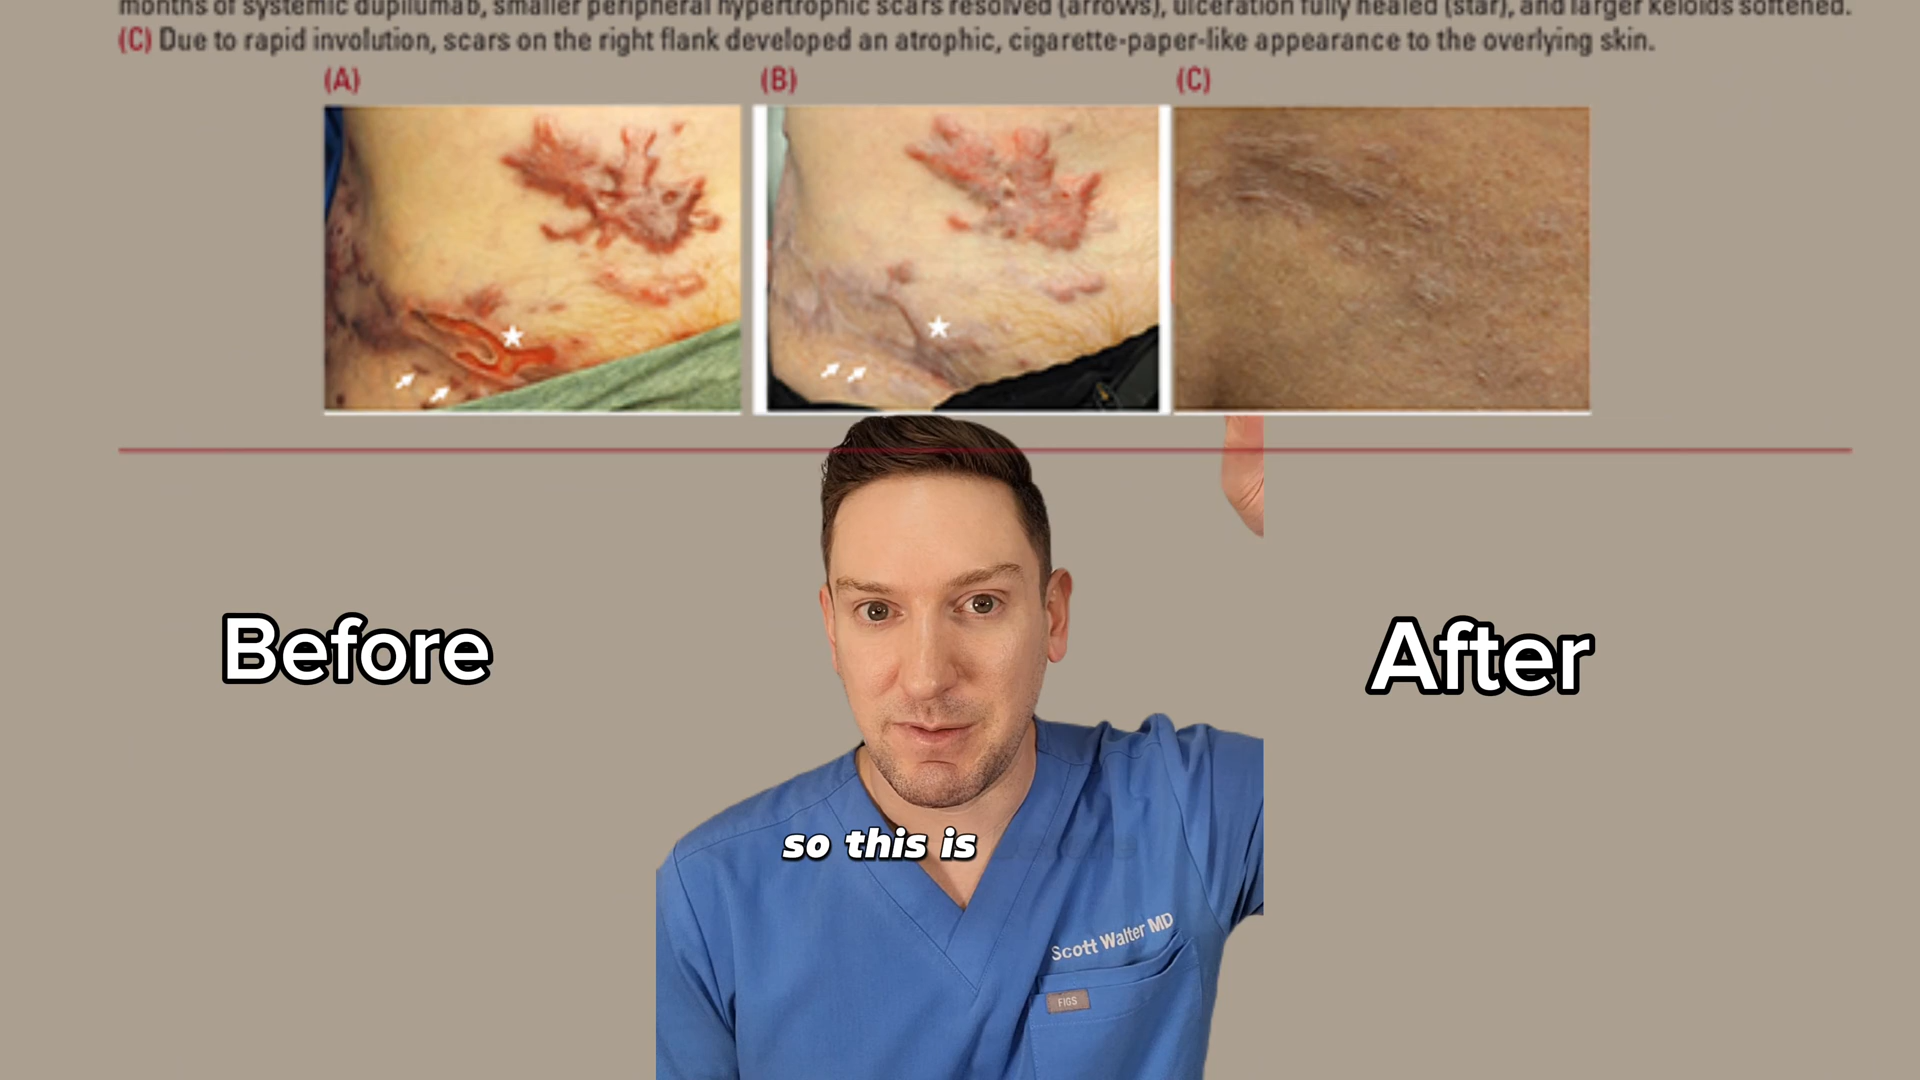 months of systemic dupilumab, smaller peripheral hypertrophic scars resolved (arrows), ulceration fully healed (star), and larger keloids softened.
(C) Due to rapid involution, scars on the right flank developed an atrophic, cigarette-paper-like appearance to the overlying skin.
(A) (B) (C)
Before After
so this is
Scott Walter MD
FIGS